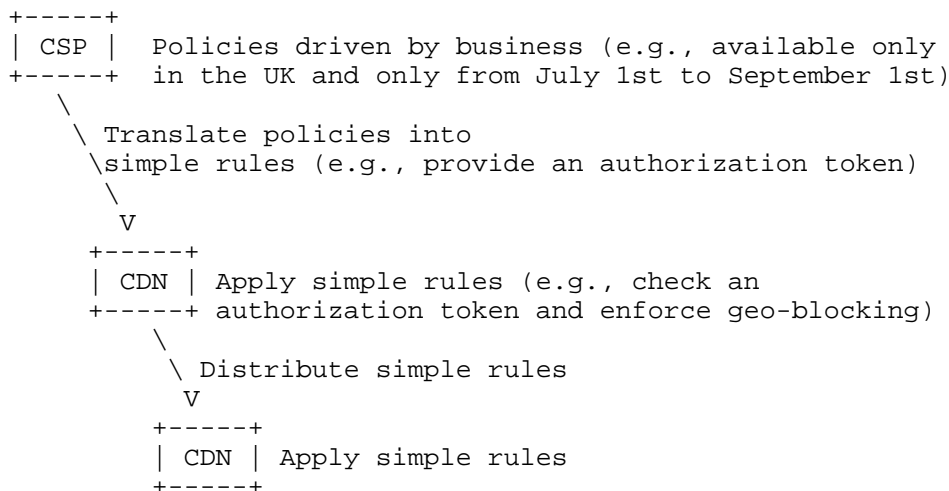 +-----+
| CSP |  Policies driven by business (e.g., available only
+-----+  in the UK and only from July 1st to September 1st)
   \
    \ Translate policies into
     \simple rules (e.g., provide an authorization token)
      \
       V
     +-----+
     | CDN | Apply simple rules (e.g., check an
     +-----+ authorization token and enforce geo-blocking)
         \
          \ Distribute simple rules
           V
         +-----+
         | CDN | Apply simple rules
         +-----+